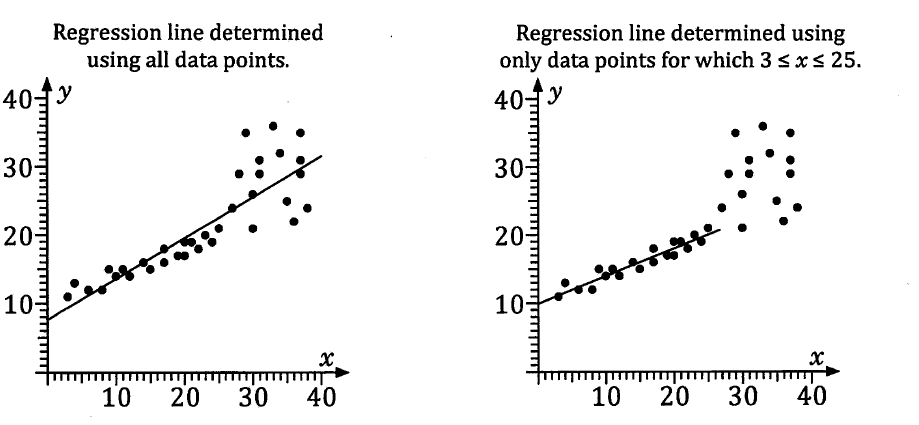 Regression line determined
using all data points.
y
40
30
20
10
x
10 20 30 40
Regression line determined using
only data points for which 3 ≤ x ≤ 25.
y
40
30
20
10
x
10 20 30 40